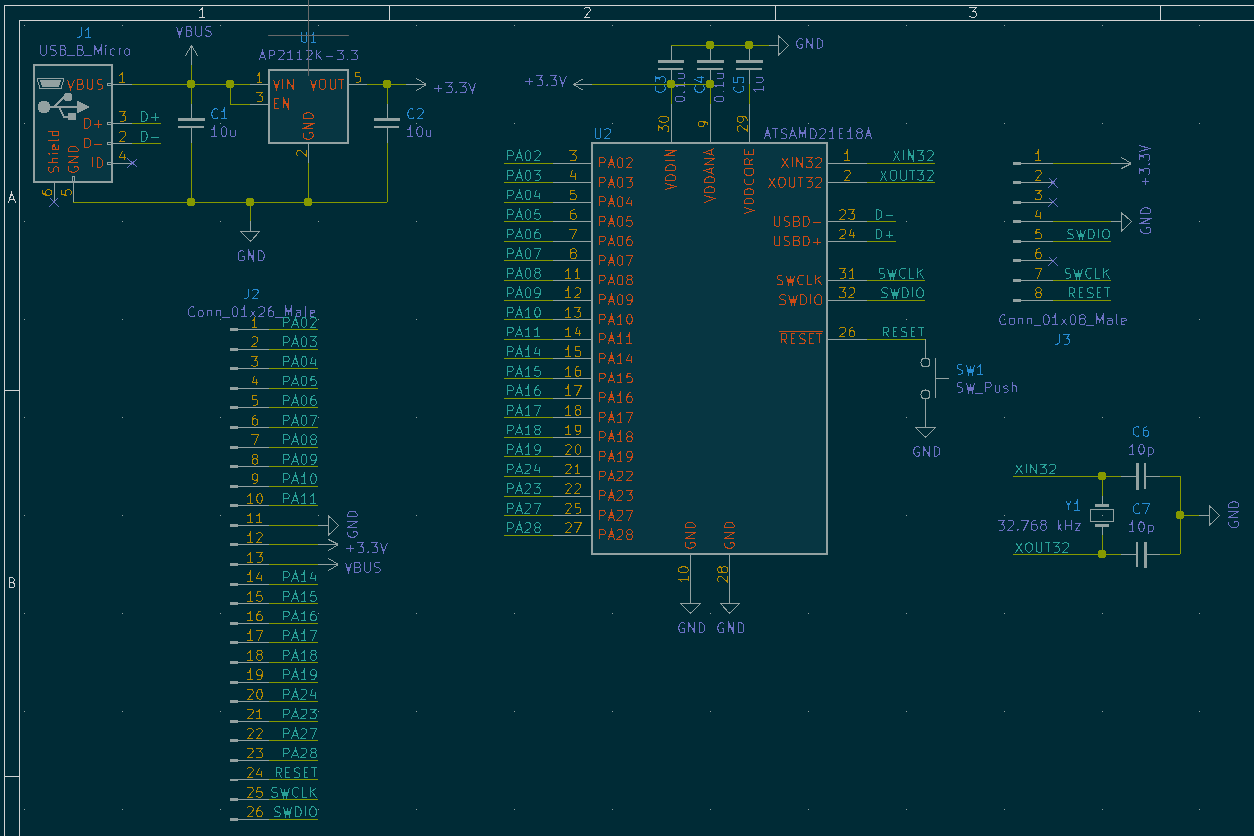 1
2
3
A
B
J1
USB_B_Micro
VBUS 1
D+ 3 D+
D- 2 D-
ID 4
Shield
GND
6
5
VBUS
C1
10u
U1
AP2112K-3.3
1 VIN VOUT 5
3 EN
GND
2
+3.3V
C2
10u
GND
J2
Conn_01x26_Male
1 PA02
2 PA03
3 PA04
4 PA05
5 PA06
6 PA07
7 PA08
8 PA09
9 PA10
10 PA11
11 GND
12 +3.3V
13 VBUS
14 PA14
15 PA15
16 PA16
17 PA17
18 PA18
19 PA19
20 PA24
21 PA23
22 PA27
23 PA28
24 RESET
25 SWCLK
26 SWDIO
GND
+3.3V
C3
0.1u
C4
0.1u
C5
1u
30
9
29
U2
ATSAMD21E18A
VDDIN
VDDANA
VDDCORE
PA02 3 PA02
PA03 4 PA03
PA04 5 PA04
PA05 6 PA05
PA06 7 PA06
PA07 8 PA07
PA08 11 PA08
PA09 12 PA09
PA10 13 PA10
PA11 14 PA11
PA14 15 PA14
PA15 16 PA15
PA16 17 PA16
PA17 18 PA17
PA18 19 PA18
PA19 20 PA19
PA24 21 PA22
PA23 22 PA23
PA27 25 PA27
PA28 27 PA28
XIN32 1 XIN32
XOUT32 2 XOUT32
USBD- 23 D-
USBD+ 24 D+
SWCLK 31 SWCLK
SWDIO 32 SWDIO
RESET 26 RESET
GND
GND
10
28
GND GND
SW1
SW_Push
GND
1 +3.3V
2
3
4 GND
5 SWDIO
6
7 SWCLK
8 RESET
Conn_01x08_Male
J3
C6
10p
XIN32
Y1
32.768 kHz
C7
10p
XOUT32
GND